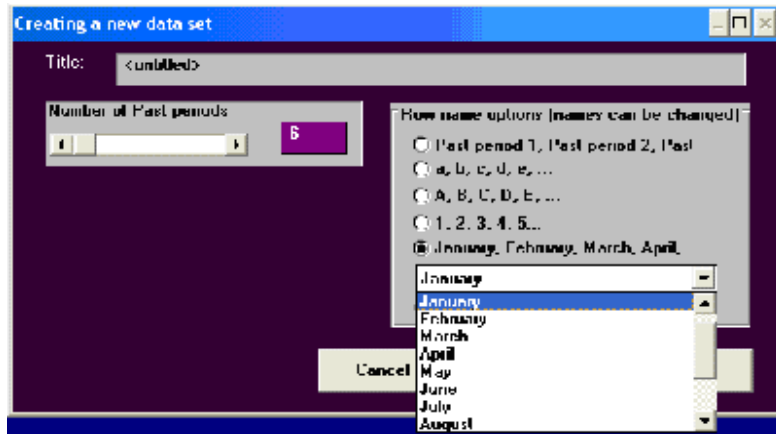 Creating a new data set
Title: <untitled>
Number of Past periods
6
Row name options (names can be changed)
Past period 1, Past period 2, Past
a, b, c, d, e, ...
A, B, C, D, E, ...
1, 2, 3, 4, 5...
January, February, March, April,
January
January
February
March
April
May
June
July
August
Cancel